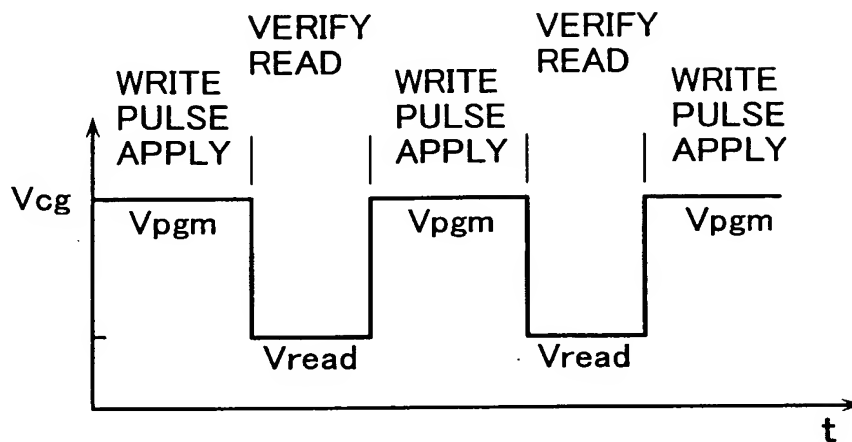 VERIFY
READ
VERIFY
READ
WRITE
PULSE
APPLY
WRITE
PULSE
APPLY
WRITE
PULSE
APPLY
Vcg
Vpgm
Vpgm
Vpgm
Vread
Vread
t